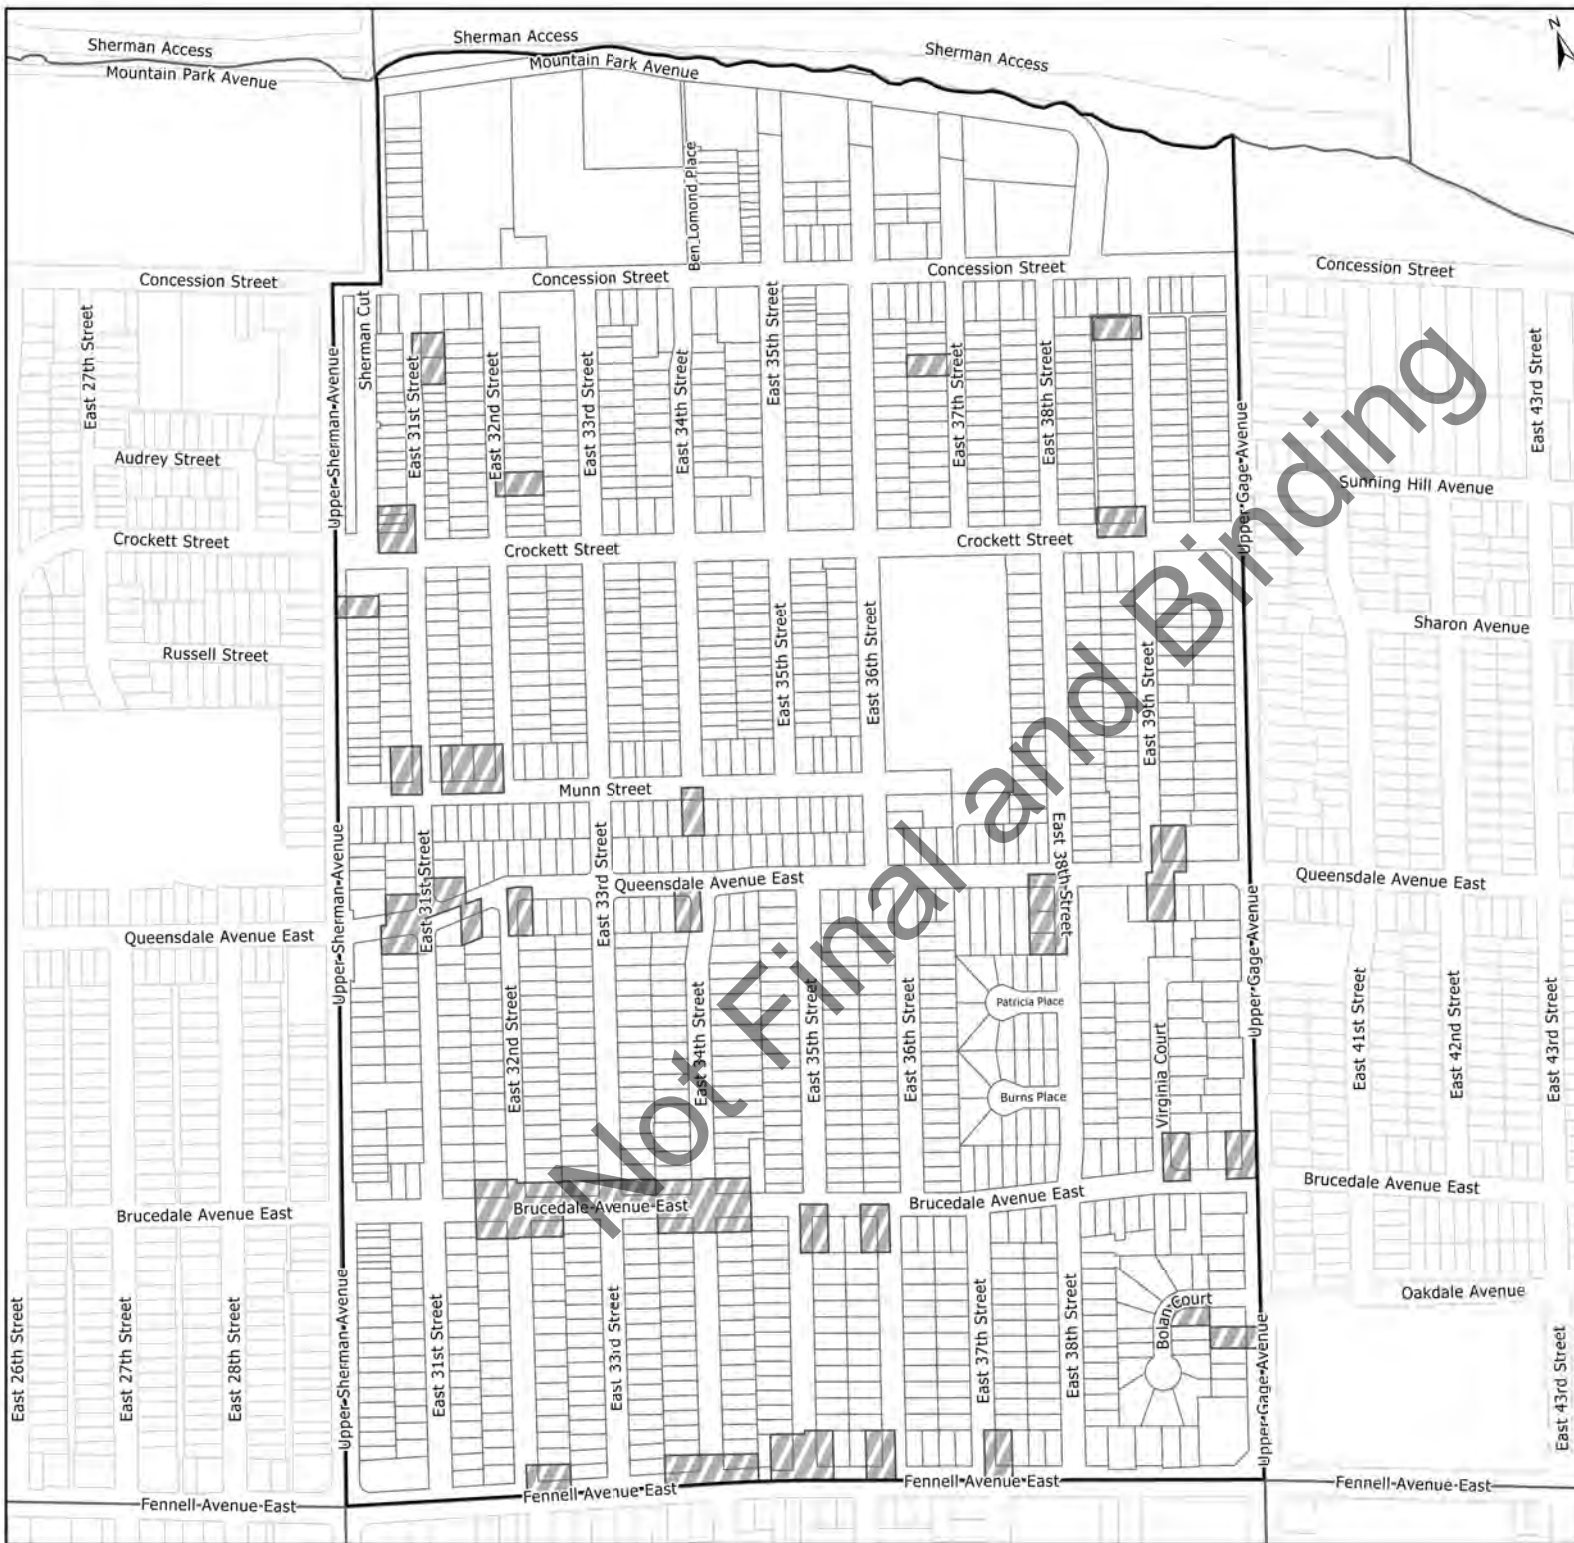 Sherman Access
Sherman Access
Sherman Access
Mountain Park Avenue
Mountain Park Avenue
N
Ben Lomond Place
Concession Street
Concession Street
Concession Street
Concession Street
East 27th Street
Upper Sherman Avenue
Sherman Cut
East 31st Street
East 32nd Street
East 33rd Street
East 34th Street
East 35th Street
East 37th Street
East 38th Street
Upper Gage Avenue
East 43rd Street
Audrey Street
Sunning Hill Avenue
Crockett Street
Crockett Street
Crockett Street
Russell Street
East 35th Street
East 36th Street
East 39th Street
Sharon Avenue
Munn Street
Upper Sherman Avenue
East 31st Street
East 33rd Street
East 38th Street
Queensdale Avenue East
Queensdale Avenue East
Queensdale Avenue East
Upper Gage Avenue
East 32nd Street
East 34th Street
East 35th Street
East 36th Street
Patricia Place
Burns Place
Virginia Court
East 41st Street
East 42nd Street
East 43rd Street
Brucedale Avenue East
Brucedale Avenue East
Brucedale Avenue East
Brucedale Avenue East
East 26th Street
East 27th Street
East 28th Street
Upper Sherman Avenue
East 31st Street
East 33rd Street
East 37th Street
East 38th Street
Bolan Court
Upper Gage Avenue
Oakdale Avenue
East 43rd Street
Fennell Avenue East
Fennell Avenue East
Fennell Avenue East
Fennell Avenue East
Not Final and Binding